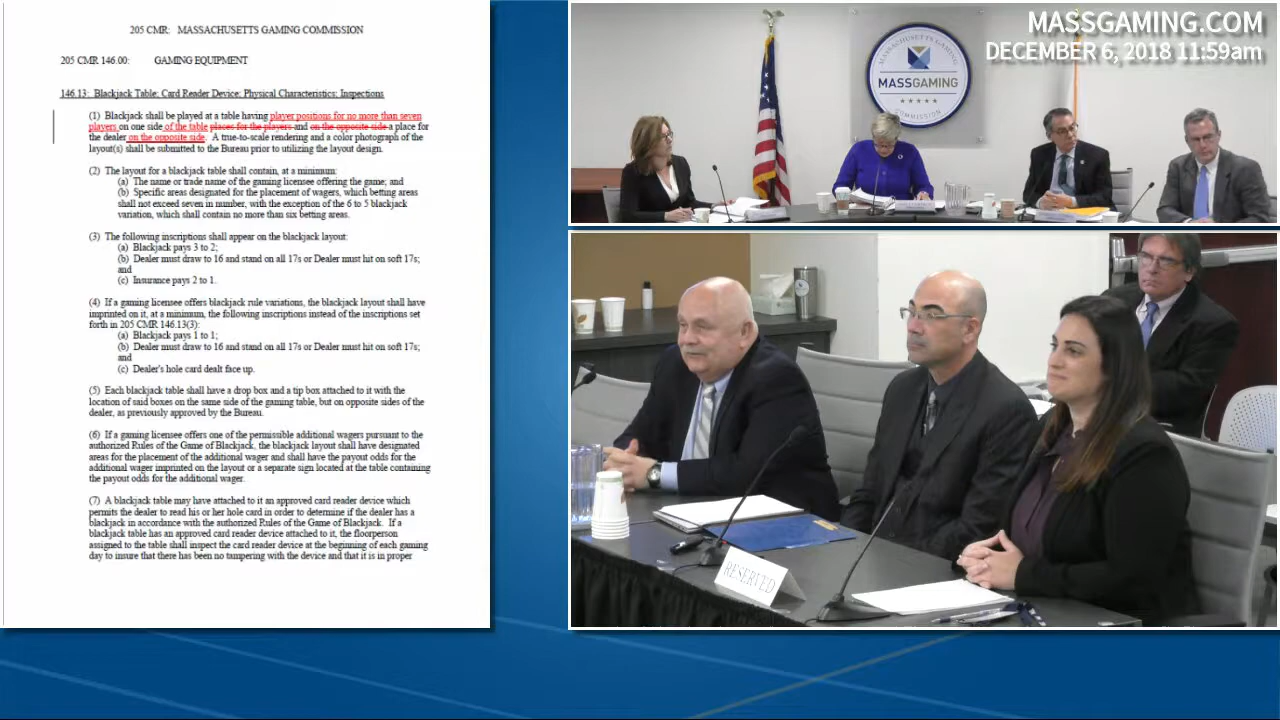 205 CMR: MASSACHUSETTS GAMING COMMISSION
205 CMR 146.00: GAMING EQUIPMENT
146.13: Blackjack Table; Card Reader Device; Physical Characteristics; Inspections
(1) Blackjack shall be played at a table having player positions for no more than seven
players on one side of the table places for the players and on the opposite side a place for
the dealer on the opposite side. A true-to-scale rendering and a color photograph of the
layout(s) shall be submitted to the Bureau prior to utilizing the layout design.
(2) The layout for a blackjack table shall contain, at a minimum:
(a) The name or trade name of the gaming licensee offering the game; and
(b) Specific areas designated for the placement of wagers, which betting areas
shall not exceed seven in number, with the exception of the 6 to 5 blackjack
variation, which shall contain no more than six betting areas.
(3) The following inscriptions shall appear on the blackjack layout:
(a) Blackjack pays 3 to 2;
(b) Dealer must draw to 16 and stand on all 17s or Dealer must hit on soft 17s;
and
(c) Insurance pays 2 to 1.
(4) If a gaming licensee offers blackjack rule variations, the blackjack layout shall have
imprinted on it, at a minimum, the following inscriptions instead of the inscriptions set
forth in 205 CMR 146.13(3):
(a) Blackjack pays 1 to 1;
(b) Dealer must draw to 16 and stand on all 17s or Dealer must hit on soft 17s;
and
(c) Dealer's hole card dealt face up.
(5) Each blackjack table shall have a drop box and a tip box attached to it with the
location of said boxes on the same side of the gaming table, but on opposite sides of the
dealer, as previously approved by the Bureau.
(6) If a gaming licensee offers one of the permissible additional wagers pursuant to the
authorized Rules of the Game of Blackjack, the blackjack layout shall have designated
areas for the placement of the additional wager and shall have the payout odds for the
additional wager imprinted on the layout or a separate sign located at the table containing
the payout odds for the additional wager.
(7) A blackjack table may have attached to it an approved card reader device which
permits the dealer to read his or her hole card in order to determine if the dealer has a
blackjack in accordance with the authorized Rules of the Game of Blackjack. If a
blackjack table has an approved card reader device attached to it, the floorperson
assigned to the table shall inspect the card reader device at the beginning of each gaming
day to insure that there has been no tampering with the device and that it is in proper
MASSGAMING.COM
DECEMBER 6, 2018 11:59am
MASSACHUSETTS GAMING
MASSGAMING
COMMISSION
RESERVED